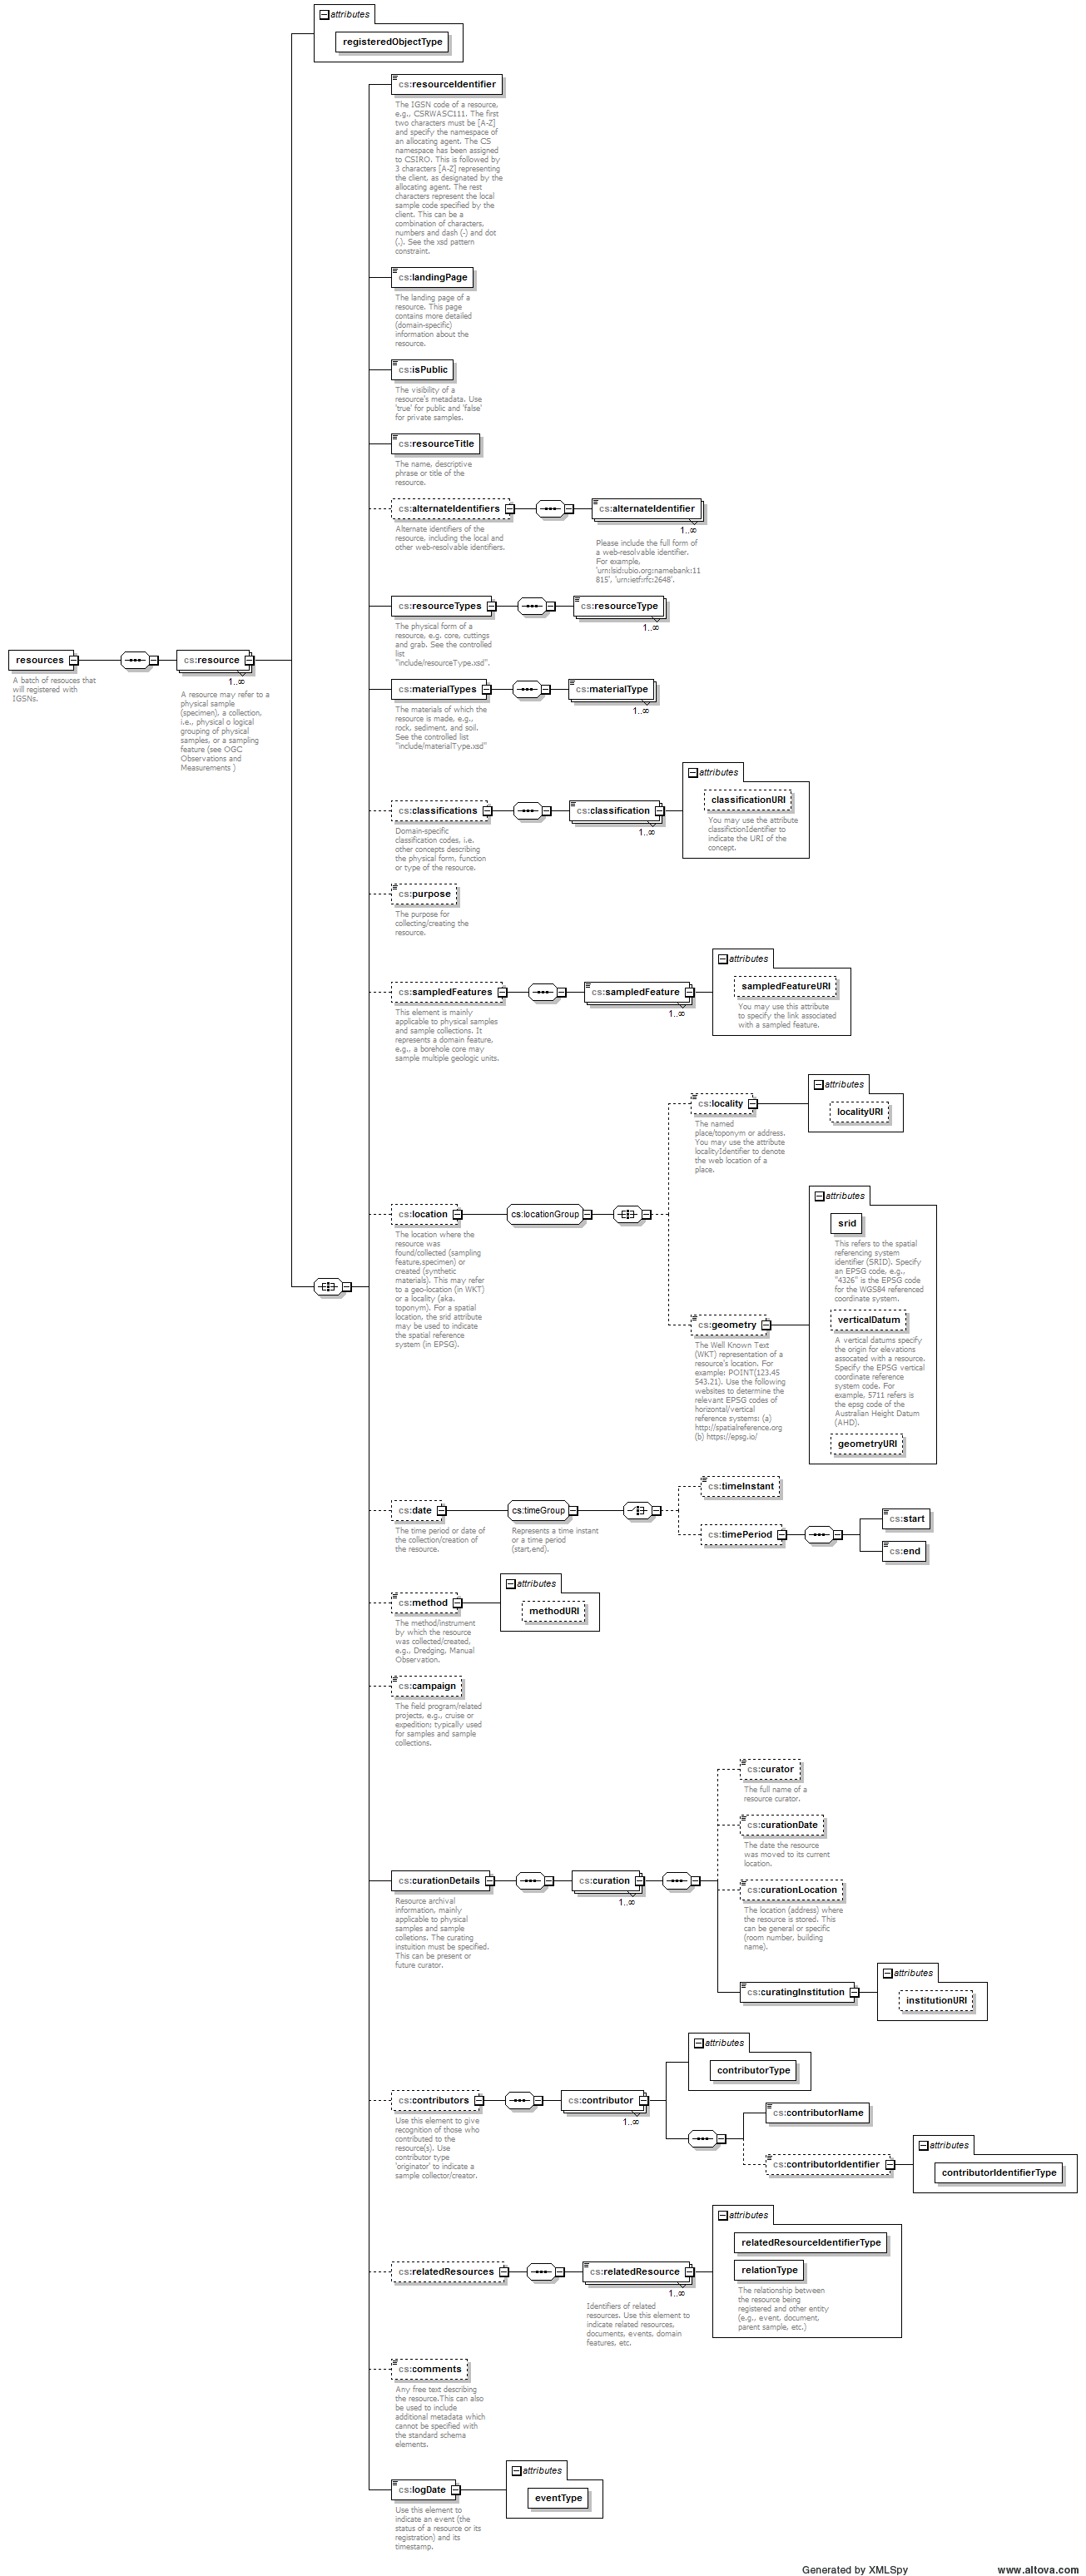 attributes
registeredObjectType
cs:resourceIdentifier
The IGSN code of a resource,
e.g., CSRWASC111. The first
two characters must be [A-Z]
and specify the namespace of
an allocating agent. The CS
namespace has been assigned
to CSIRO. This is followed by
3 characters [A-Z] representing
the client, as designated by the
allocating agent. The rest
characters represent the local
sample code specified by the
client. This can be a
combination of characters,
numbers and dash (-) and dot
(.). See the xsd pattern
constraint.
cs:landingPage
The landing page of a
resource. This page
contains more detailed
(domain-specific)
information about the
resource.
cs:isPublic
The visibility of a
resource's metadata. Use
'true' for public and 'false'
for private samples.
cs:resourceTitle
The name, descriptive
phrase or title of the
resource.
cs:alternateIdentifiers
Alternate identifiers of the
resource, including the local and
other web-resolvable identifiers.
cs:alternateIdentifier
1..∞
Please include the full form of
a web-resolvable identifier.
For example,
'urn:lsid:ubio.org:namebank:11
815', 'urn:ietf:rfc:2648'.
cs:resourceTypes
The physical form of a
resource, e.g. core, cuttings
and grab. See the controlled
list
"include/resourceType.xsd".
cs:resourceType
1..∞
resources
A batch of resouces that
will registered with
IGSNs.
cs:resource
1..∞
A resource may refer to a
physical sample
(specimen), a collection,
i.e., physical o logical
grouping of physical
samples, or a sampling
feature (see OGC
Observations and
Measurements )
cs:materialTypes
The materials of which the
resource is made, e.g.,
rock, sediment, and soil.
See the controlled list
"include/materialType.xsd"
cs:materialType
1..∞
cs:classifications
Domain-specific
classification codes, i.e.
other concepts describing
the physical form, function
or type of the resource.
cs:classification
1..∞
attributes
classificationURI
You may use the attribute
classifictionIdentifier to
indicate the URI of the
concept.
cs:purpose
The purpose for
collecting/creating the
resource.
cs:sampledFeatures
This element is mainly
applicable to physical samples
and sample collections. It
represents a domain feature,
e.g., a borehole core may
sample multiple geologic units.
cs:sampledFeature
1..∞
attributes
sampledFeatureURI
You may use this attribute
to specify the link associated
with a sampled feature.
cs:location
The location where the
resource was
found/collected (sampling
feature,specimen) or
created (synthetic
materials). This may refer
to a geo-location (in WKT)
or a locality (aka.
toponym). For a spatial
location, the srid attribute
may be used to indicate
the spatial reference
system (in EPSG).
cs:locationGroup
cs:locality
The named
place/toponym or address.
You may use the attribute
localityIdentifier to denote
the web location of a
place.
attributes
localityURI
cs:geometry
The Well Known Text
(WKT) representation of a
resource's location. For
example: POINT(123.45
543.21). Use the following
websites to determine the
relevant EPSG codes of
horizontal/vertical
reference systems: (a)
http://spatialreference.org
(b) https://epsg.io/
attributes
srid
This refers to the spatial
referencing system
identifier (SRID). Specify
an EPSG code, e.g.,
"4326" is the EPSG code
for the WGS84 referenced
coordinate system.
verticalDatum
A vertical datums specify
the origin for elevations
assocated with a resource.
Specify the EPSG vertical
coordinate reference
system code. For
example, 5711 refers is
the epsg code of the
Australian Height Datum
(AHD).
geometryURI
cs:date
The time period or date of
the collection/creation of
the resource.
cs:timeGroup
Represents a time instant
or a time period
(start,end).
cs:timeInstant
cs:timePeriod
cs:start
cs:end
cs:method
The method/instrument
by which the resource
was collected/created,
e.g., Dredging, Manual
Observation.
attributes
methodURI
cs:campaign
The field program/related
projects, e.g., cruise or
expedition; typically used
for samples and sample
collections.
cs:curationDetails
Resource archival
information, mainly
applicable to physical
samples and sample
colletions. The curating
instuition must be specified.
This can be present or
future curator.
cs:curation
1..∞
cs:curator
The full name of a
resource curator.
cs:curationDate
The date the resource
was moved to its current
location.
cs:curationLocation
The location (address) where
the resource is stored. This
can be general or specific
(room number, building
name).
cs:curatingInstitution
attributes
institutionURI
cs:contributors
Use this element to give
recognition of those who
contributed to the
resource(s). Use
contributor type
'originator' to indicate a
sample collector/creator.
cs:contributor
1..∞
attributes
contributorType
cs:contributorName
cs:contributorIdentifier
attributes
contributorIdentifierType
cs:relatedResources
cs:relatedResource
1..∞
Identifiers of related
resources. Use this element to
indicate related resources,
documents, events, domain
features, etc.
attributes
relatedResourceIdentifierType
relationType
The relationship between
the resource being
registered and other entity
(e.g., event, document,
parent sample, etc.)
cs:comments
Any free text describing
the resource.This can also
be used to include
additional metadata which
cannot be specified with
the standard schema
elements.
cs:logDate
Use this element to
indicate an event (the
status of a resource or its
registration) and its
timestamp.
attributes
eventType
Generated by XMLSpy
www.altova.com